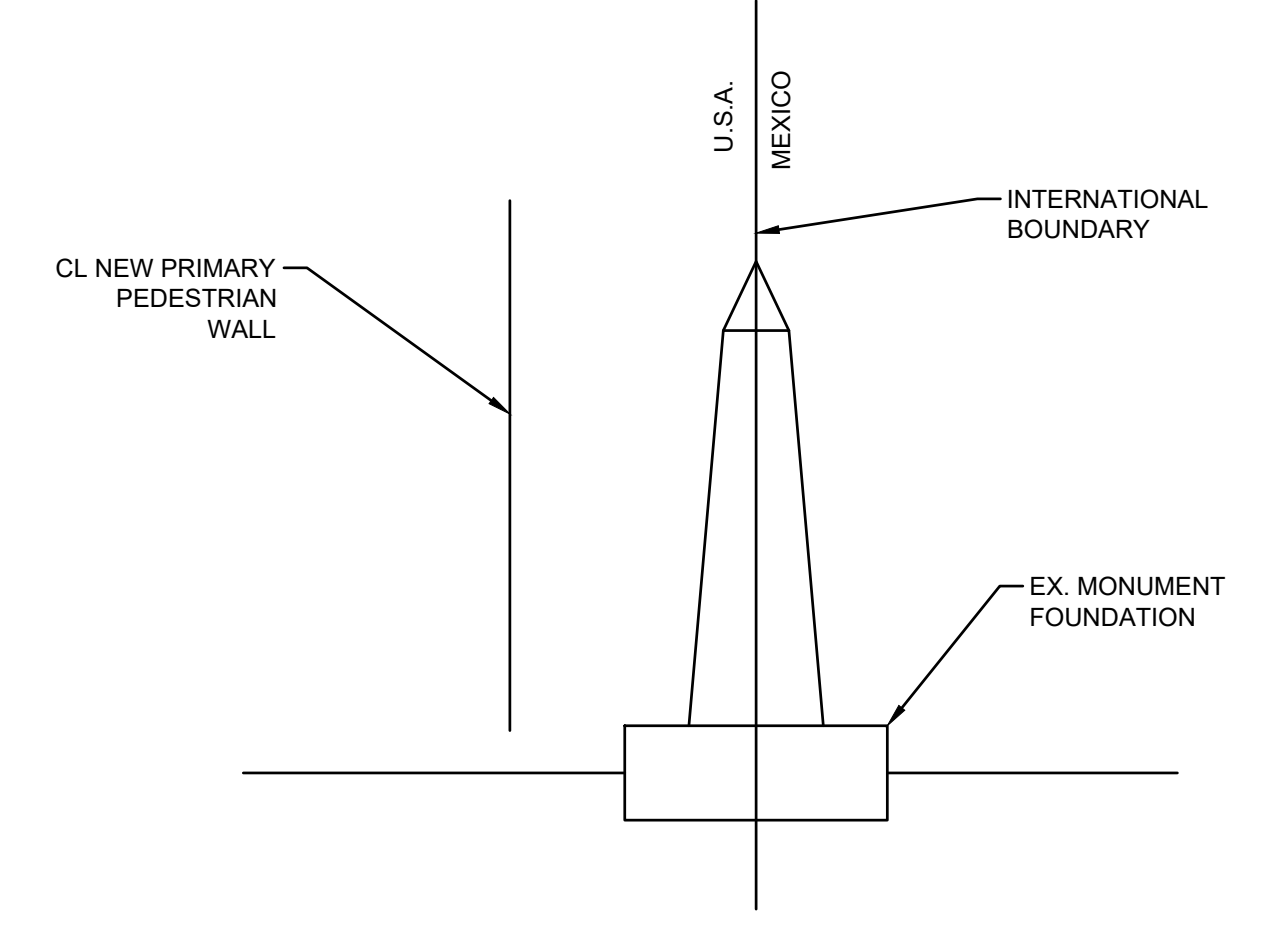 U.S.A.
MEXICO
INTERNATIONAL
BOUNDARY
CL NEW PRIMARY
PEDESTRIAN
WALL
EX. MONUMENT
FOUNDATION